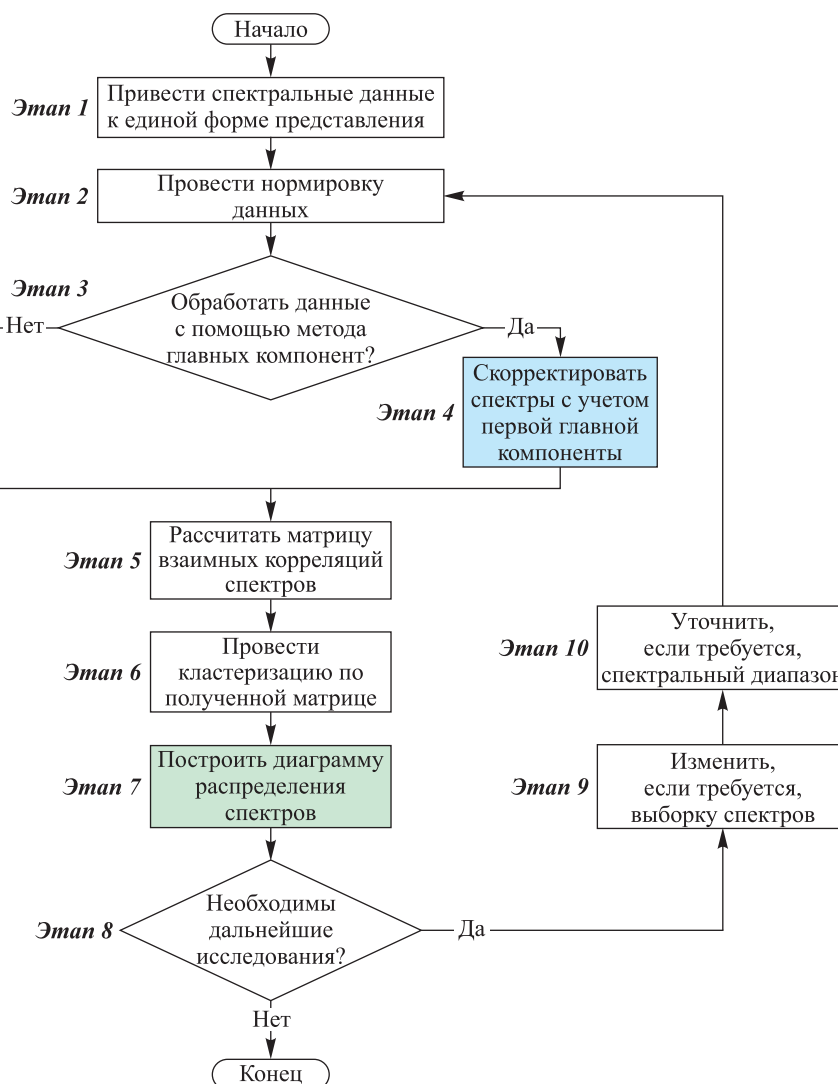 Начало
Этап 1
Привести спектральные данные
к единой форме представления
Этап 2
Провести нормировку
данных
Этап 3
Обработать данные
с помощью метода
главных компонент?
Нет
Да
Этап 4
Скорректировать
спектры с учетом
первой главной
компоненты
Этап 5
Рассчитать матрицу
взаимных корреляций
спектров
Этап 6
Провести
кластеризацию по
полученной матрице
Этап 7
Построить диаграмму
распределения
спектров
Этап 8
Необходимы
дальнейшие
исследования?
Да
Этап 9
Изменить,
если требуется,
выборку спектров
Этап 10
Уточнить,
если требуется,
спектральный диапазон
Нет
Конец